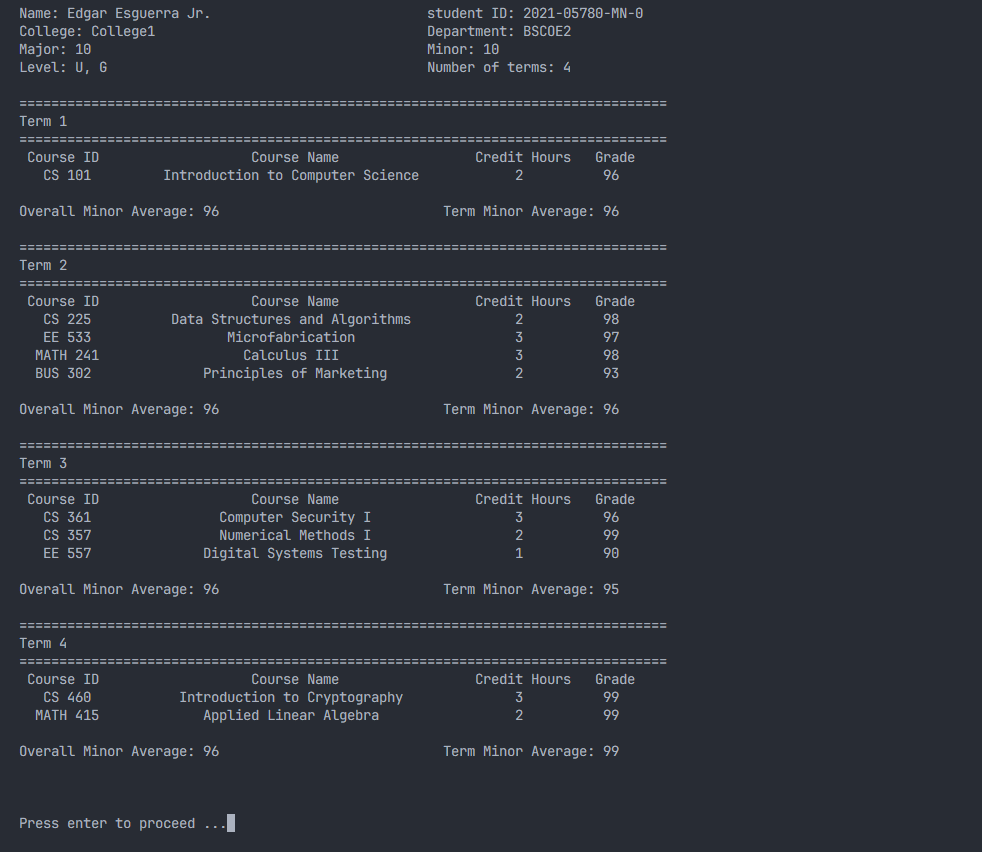 Name: Edgar Esguerra Jr. student ID: 2021-05780-MN-0
College: College1 Department: BSCOE2
Major: 10 Minor: 10
Level: U, G Number of terms: 4
=================================================================================
Term 1
=================================================================================
Course ID Course Name Credit Hours Grade
CS 101 Introduction to Computer Science 2 96
Overall Minor Average: 96 Term Minor Average: 96
=================================================================================
Term 2
=================================================================================
Course ID Course Name Credit Hours Grade
CS 225 Data Structures and Algorithms 2 98
EE 533 Microfabrication 3 97
MATH 241 Calculus III 3 98
BUS 302 Principles of Marketing 2 93
Overall Minor Average: 96 Term Minor Average: 96
=================================================================================
Term 3
=================================================================================
Course ID Course Name Credit Hours Grade
CS 361 Computer Security I 3 96
CS 357 Numerical Methods I 2 99
EE 557 Digital Systems Testing 1 90
Overall Minor Average: 96 Term Minor Average: 95
=================================================================================
Term 4
=================================================================================
Course ID Course Name Credit Hours Grade
CS 460 Introduction to Cryptography 3 99
MATH 415 Applied Linear Algebra 2 99
Overall Minor Average: 96 Term Minor Average: 99
Press enter to proceed ...